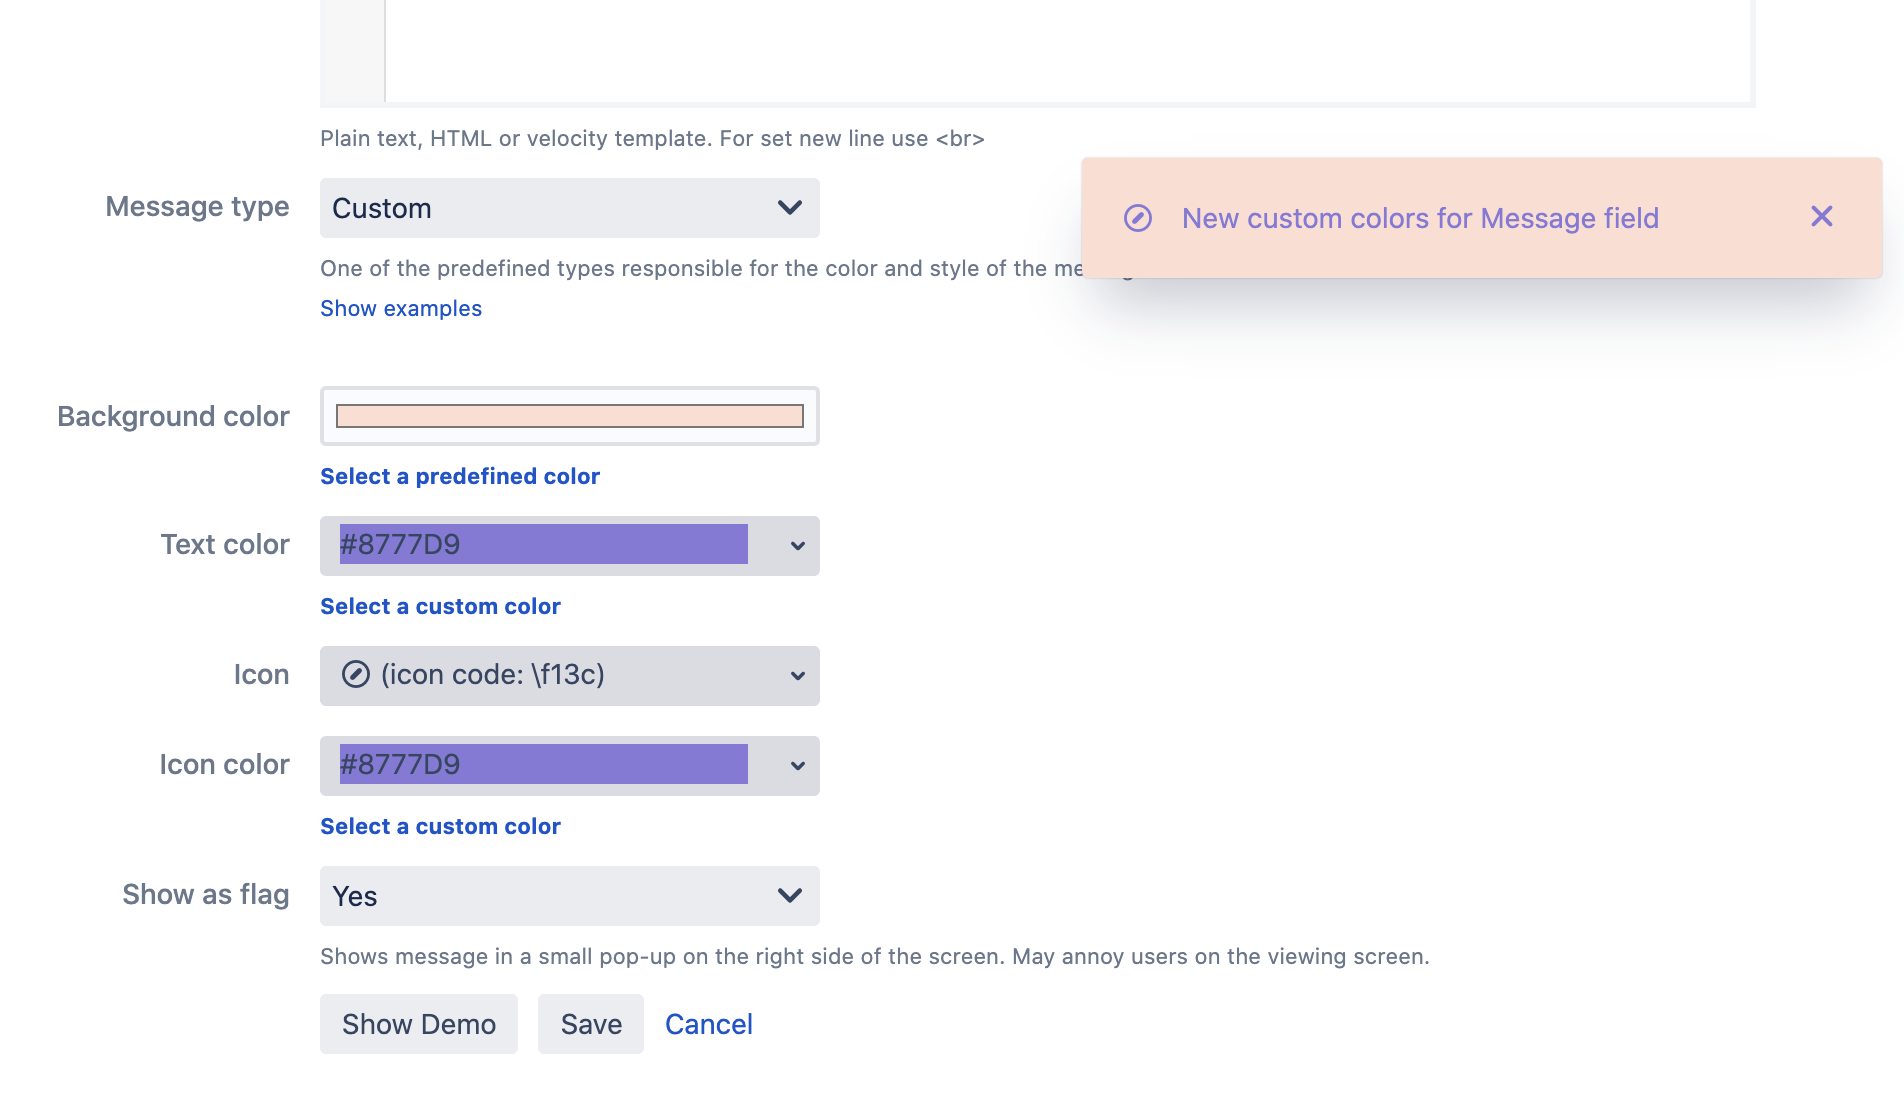 Plain text, HTML or velocity template. For set new line use <br>
Message type
Custom
New custom colors for Message field
One of the predefined types responsible for the color and style of the
Show examples
Background color
Select a predefined color
Text color
#8777D9
Select a custom color
Icon
(icon code: \f13c)
Icon color
#8777D9
Select a custom color
Show as flag
Yes
Shows message in a small pop-up on the right side of the screen. May annoy users on the viewing screen.
Show Demo
Save
Cancel